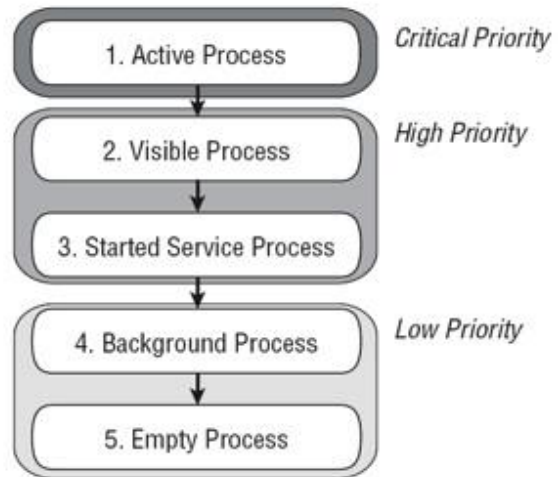 1. Active Process
Critical Priority
2. Visible Process
High Priority
3. Started Service Process
4. Background Process
Low Priority
5. Empty Process